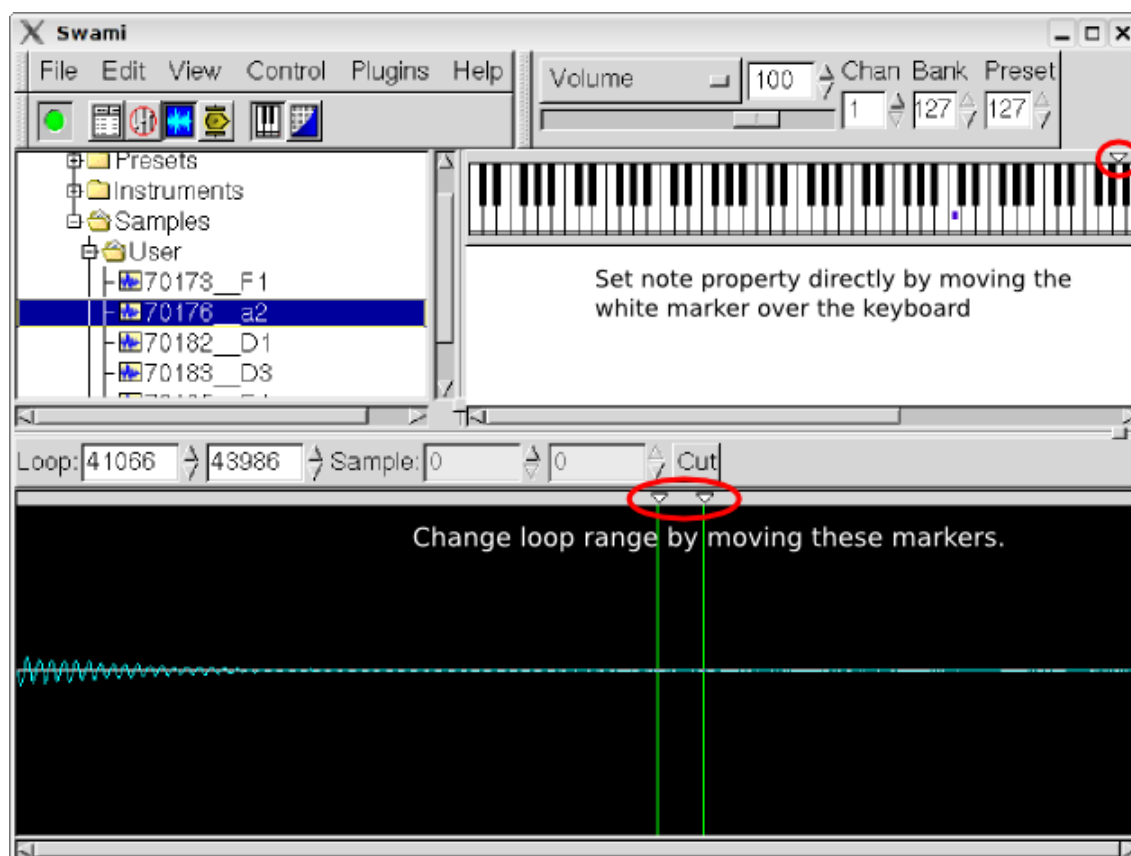 Swami
File Edit View Control Plugins Help
Volume 100 Chan Bank Preset
1 127 127
Presets
Instruments
Samples
User
70173__F1
70176__a2
70182__D1
70183__D3
Set note property directly by moving the
white marker over the keyboard
Loop: 41066 43986 Sample: 0 0 Cut
Change loop range by moving these markers.